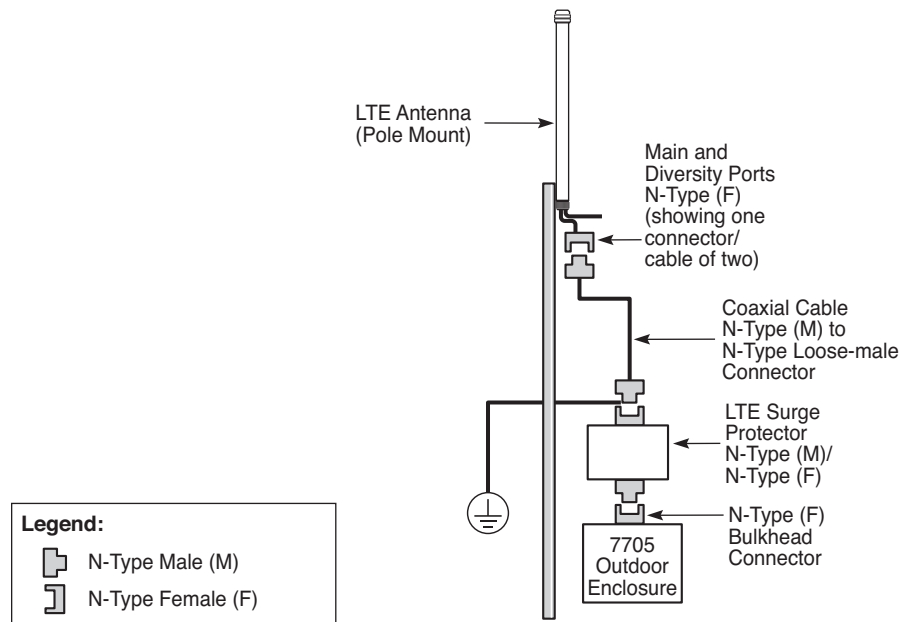 LTE Antenna
(Pole Mount)
Main and
Diversity Ports
N-Type (F)
(showing one
connector/
cable of two)
Coaxial Cable
N-Type (M) to
N-Type Loose-male
Connector
LTE Surge
Protector
N-Type (M)/
N-Type (F)
N-Type (F)
Bulkhead
Connector
7705
Outdoor
Enclosure
Legend:
N-Type Male (M)
N-Type Female (F)